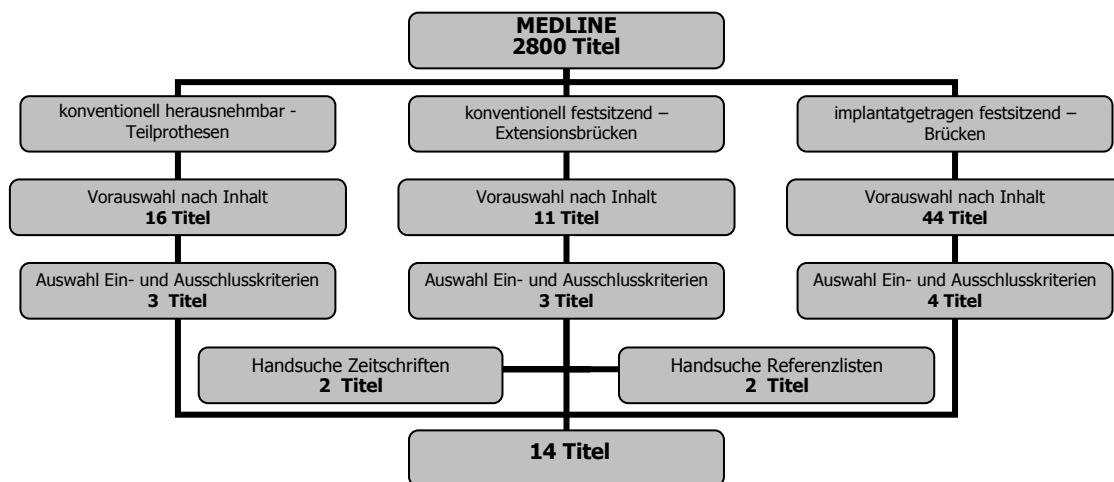 MEDLINE
2800 Titel
konventionell herausnehmbar -
Teilprothesen
konventionell festsitzend –
Extensionsbrücken
implantatgetragen festsitzend –
Brücken
Vorauswahl nach Inhalt
16 Titel
Vorauswahl nach Inhalt
11 Titel
Vorauswahl nach Inhalt
44 Titel
Auswahl Ein- und Ausschlusskriterien
3 Titel
Auswahl Ein- und Ausschlusskriterien
3 Titel
Auswahl Ein- und Ausschlusskriterien
4 Titel
Handsuche Zeitschriften
2 Titel
Handsuche Referenzlisten
2 Titel
14 Titel